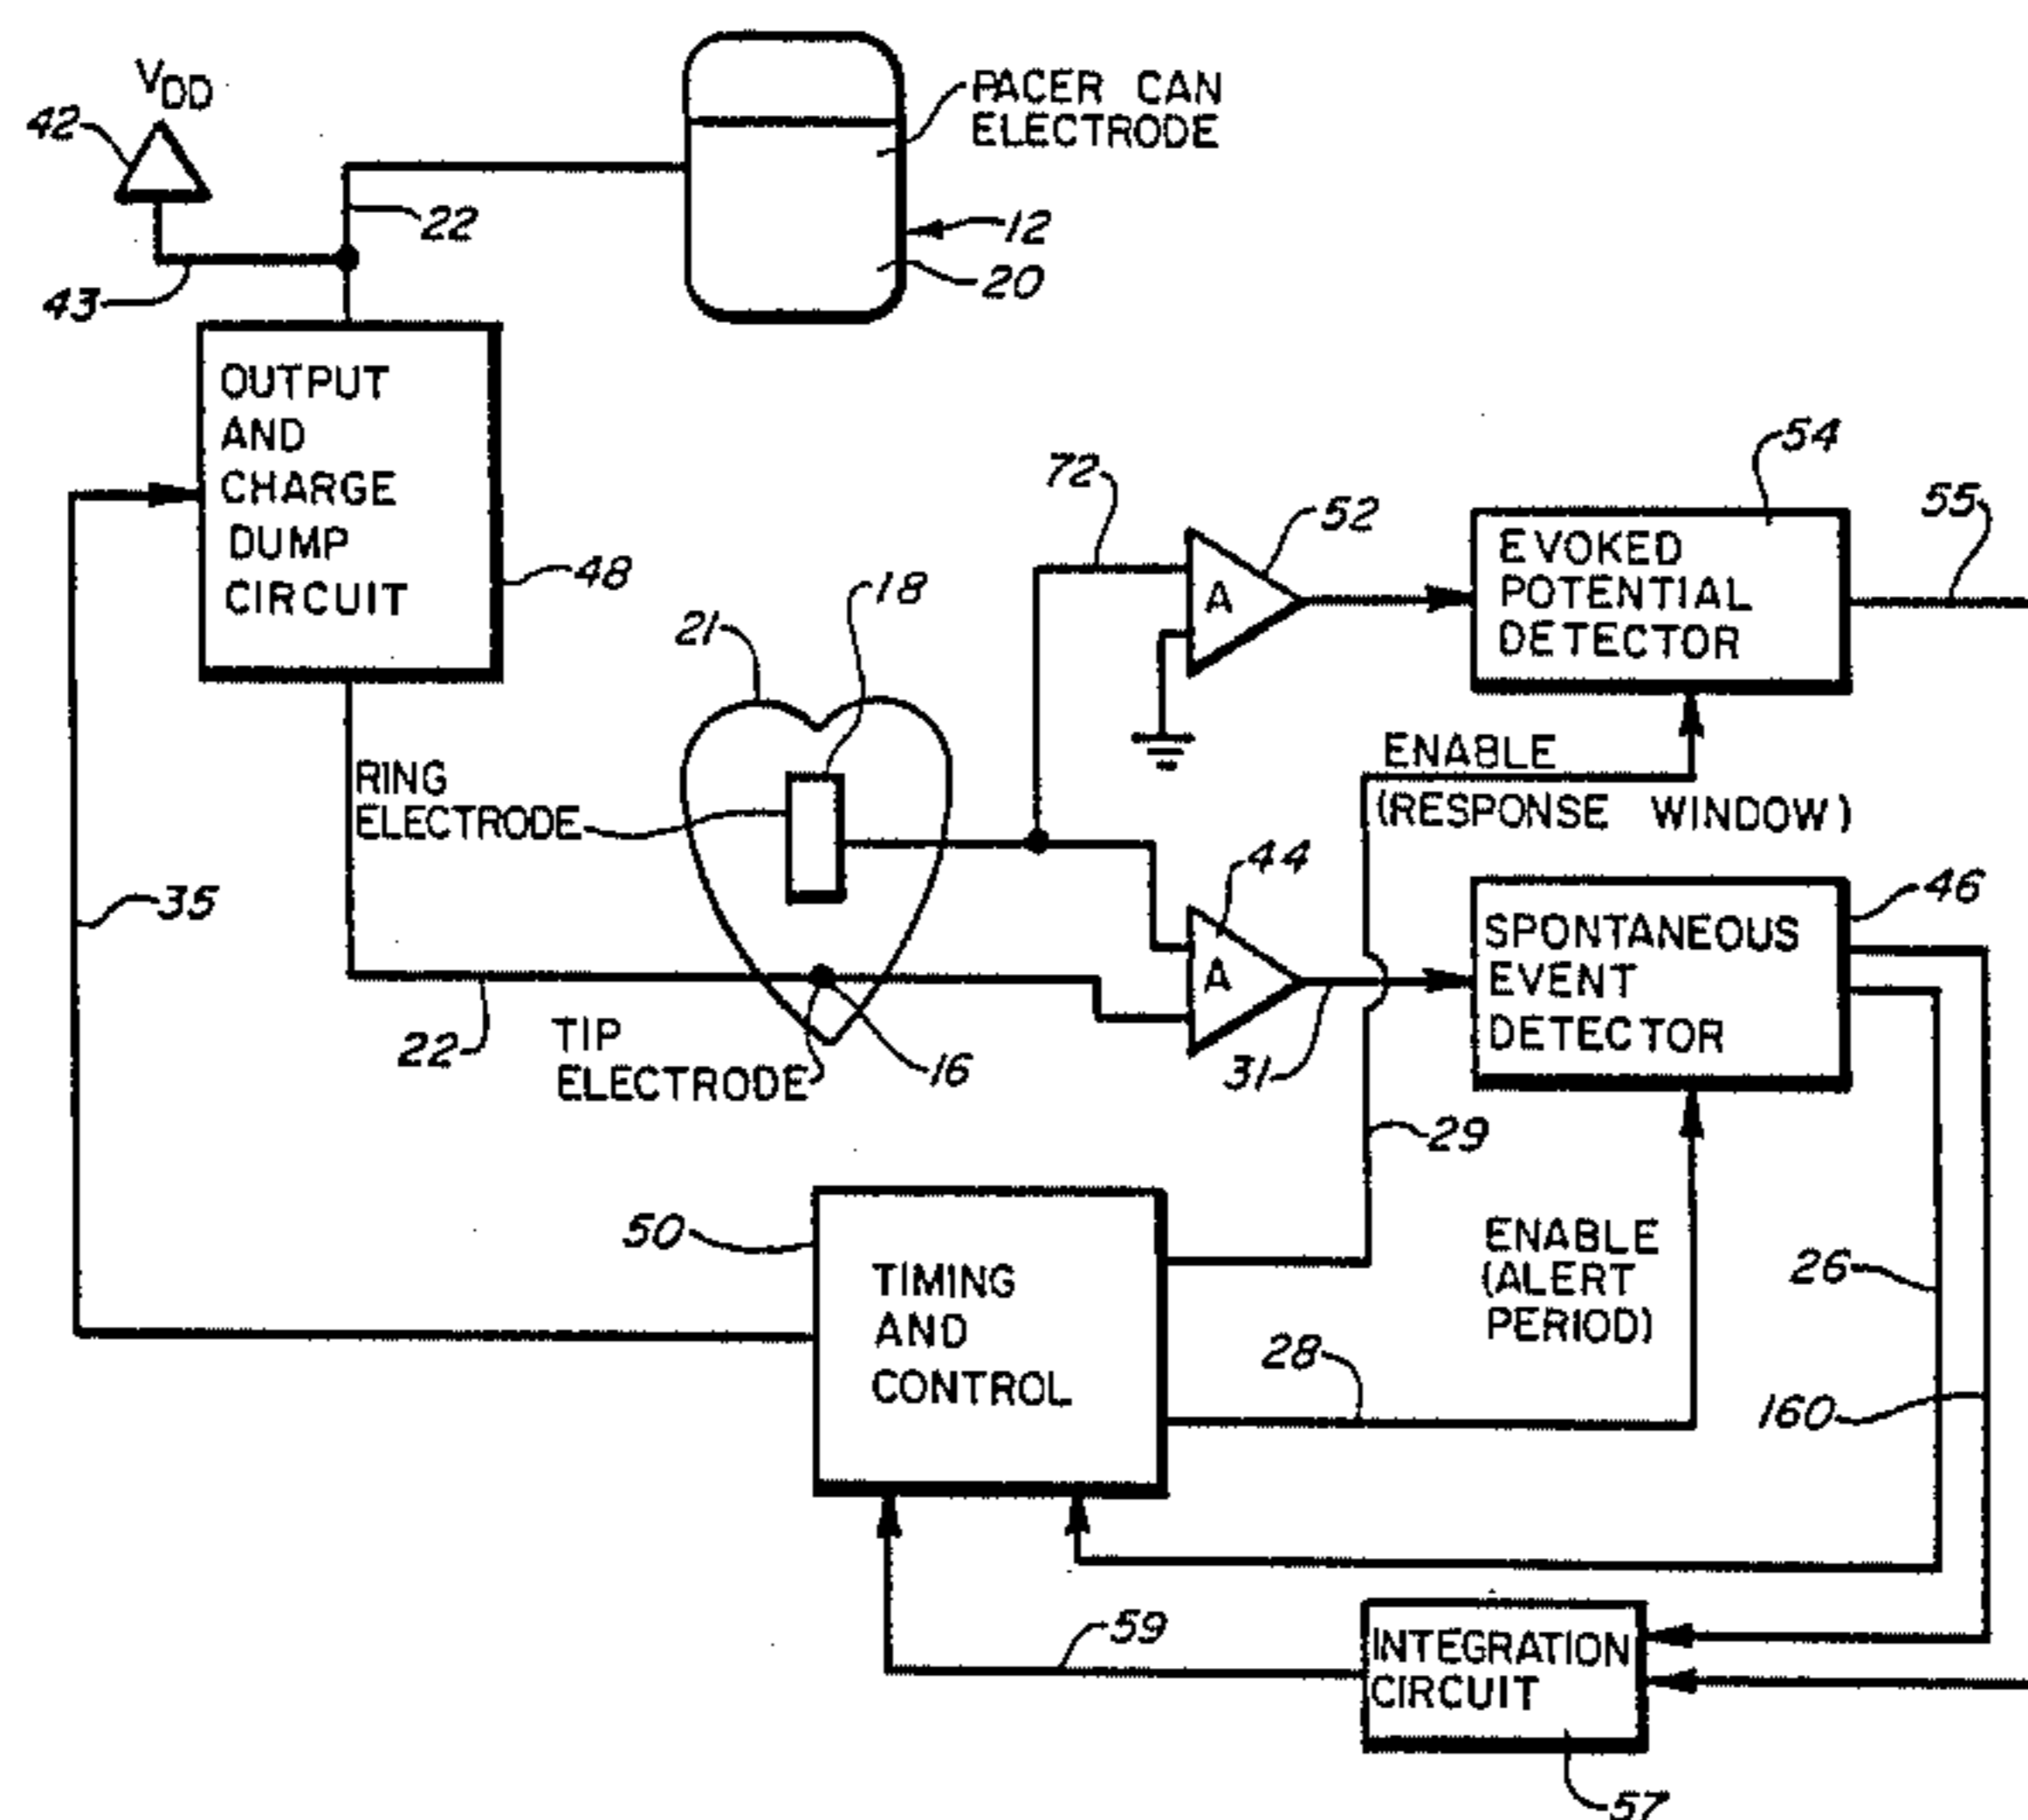 V_DD
42
PACER CAN
ELECTRODE
22
12
43
20
OUTPUT
AND
CHARGE
DUMP
CIRCUIT
48
54
72
52
55
EVOKED
POTENTIAL
DETECTOR
18
A
21
ENABLE
(RESPONSE WINDOW)
RING
ELECTRODE
44
35
46
SPONTANEOUS
EVENT
DETECTOR
A
22
TIP
ELECTRODE
16
31
29
50
TIMING
AND
CONTROL
ENABLE
(ALERT
PERIOD)
26
28
160
59
INTEGRATION
CIRCUIT
57